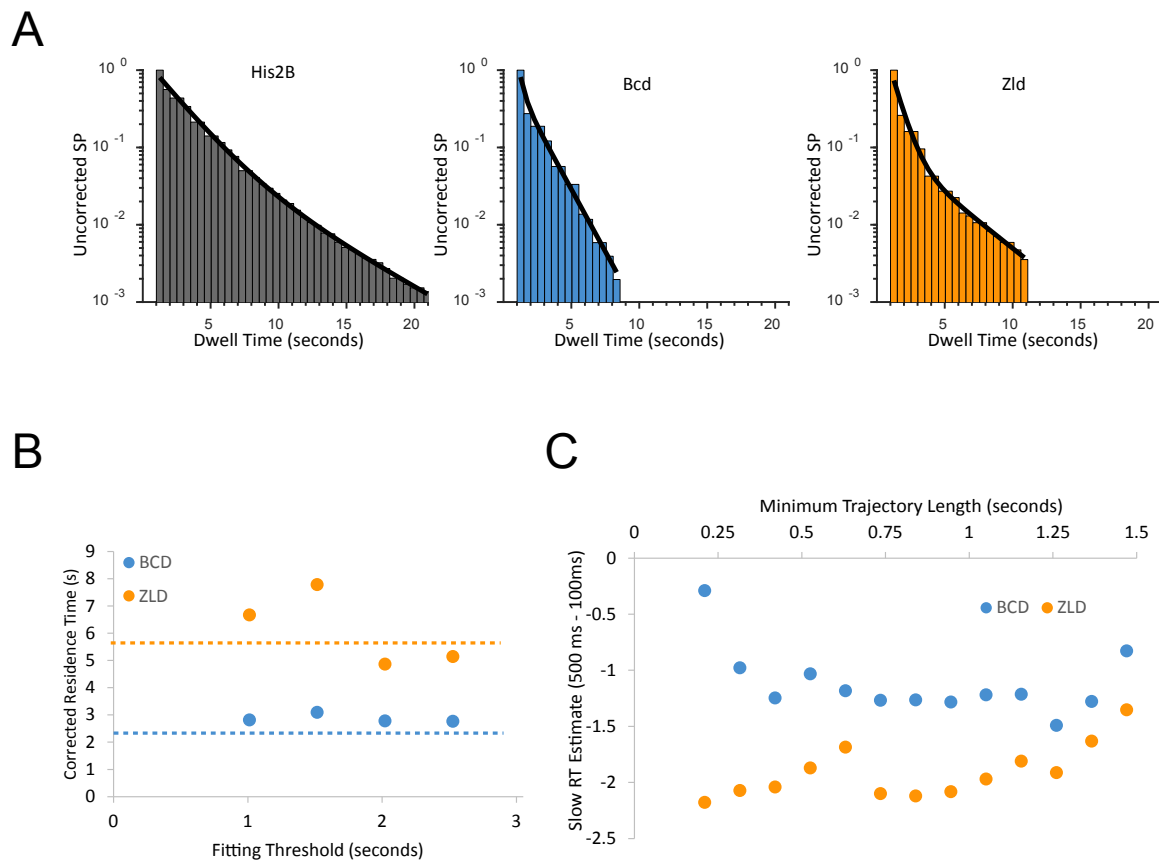 A
His2B
Bcd
Zld
Uncorrected SP
10 0
10 -1
10 -2
10 -3
5
10
15
20
Dwell Time (seconds)
Uncorrected SP
10 0
10 -1
10 -2
10 -3
5
10
15
20
Dwell Time (seconds)
Uncorrected SP
10 0
10 -1
10 -2
10 -3
5
10
15
20
Dwell Time (seconds)
B
Corrected Residence Time (s)
9
8
7
6
5
4
3
2
1
0
BCD
ZLD
0
1
2
3
Fitting Threshold (seconds)
C
Minimum Trajectory Length (seconds)
0
0.25
0.5
0.75
1
1.25
1.5
Slow RT Estimate (500 ms - 100ms)
0
-0.5
-1
-1.5
-2
-2.5
BCD
ZLD